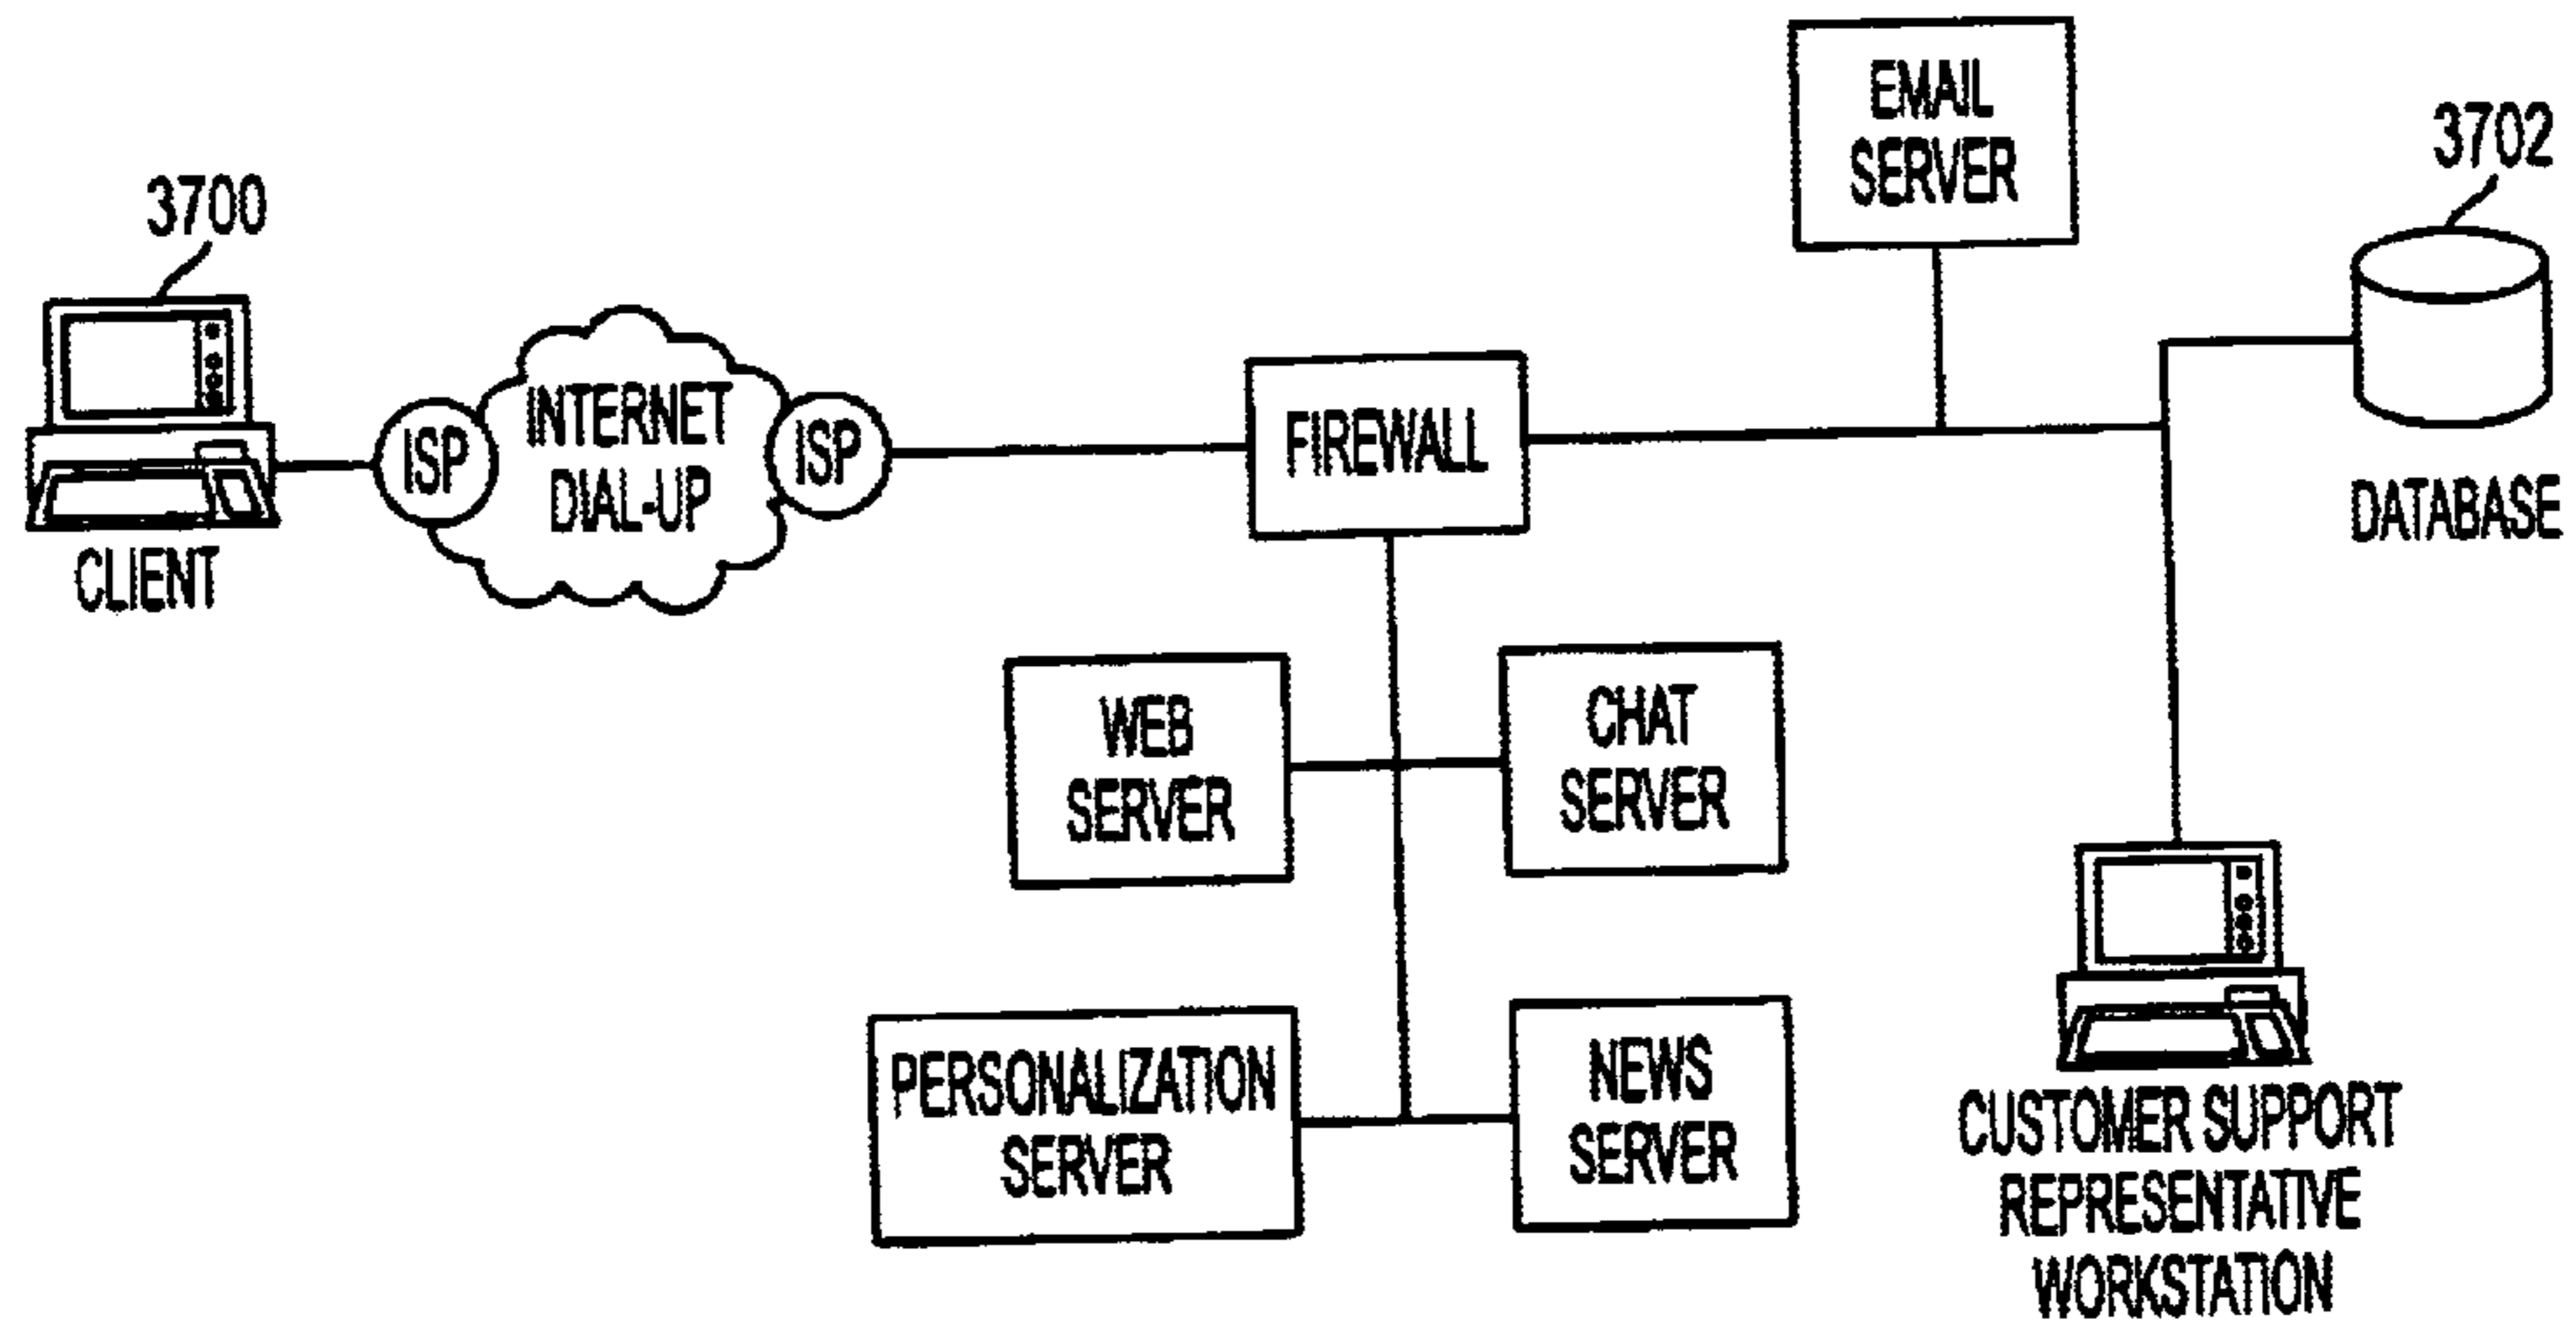 3700
CLIENT
ISP
INTERNET
DIAL-UP
ISP
FIREWALL
EMAIL
SERVER
3702
DATABASE
WEB
SERVER
CHAT
SERVER
PERSONALIZATION
SERVER
NEWS
SERVER
CUSTOMER SUPPORT
REPRESENTATIVE
WORKSTATION